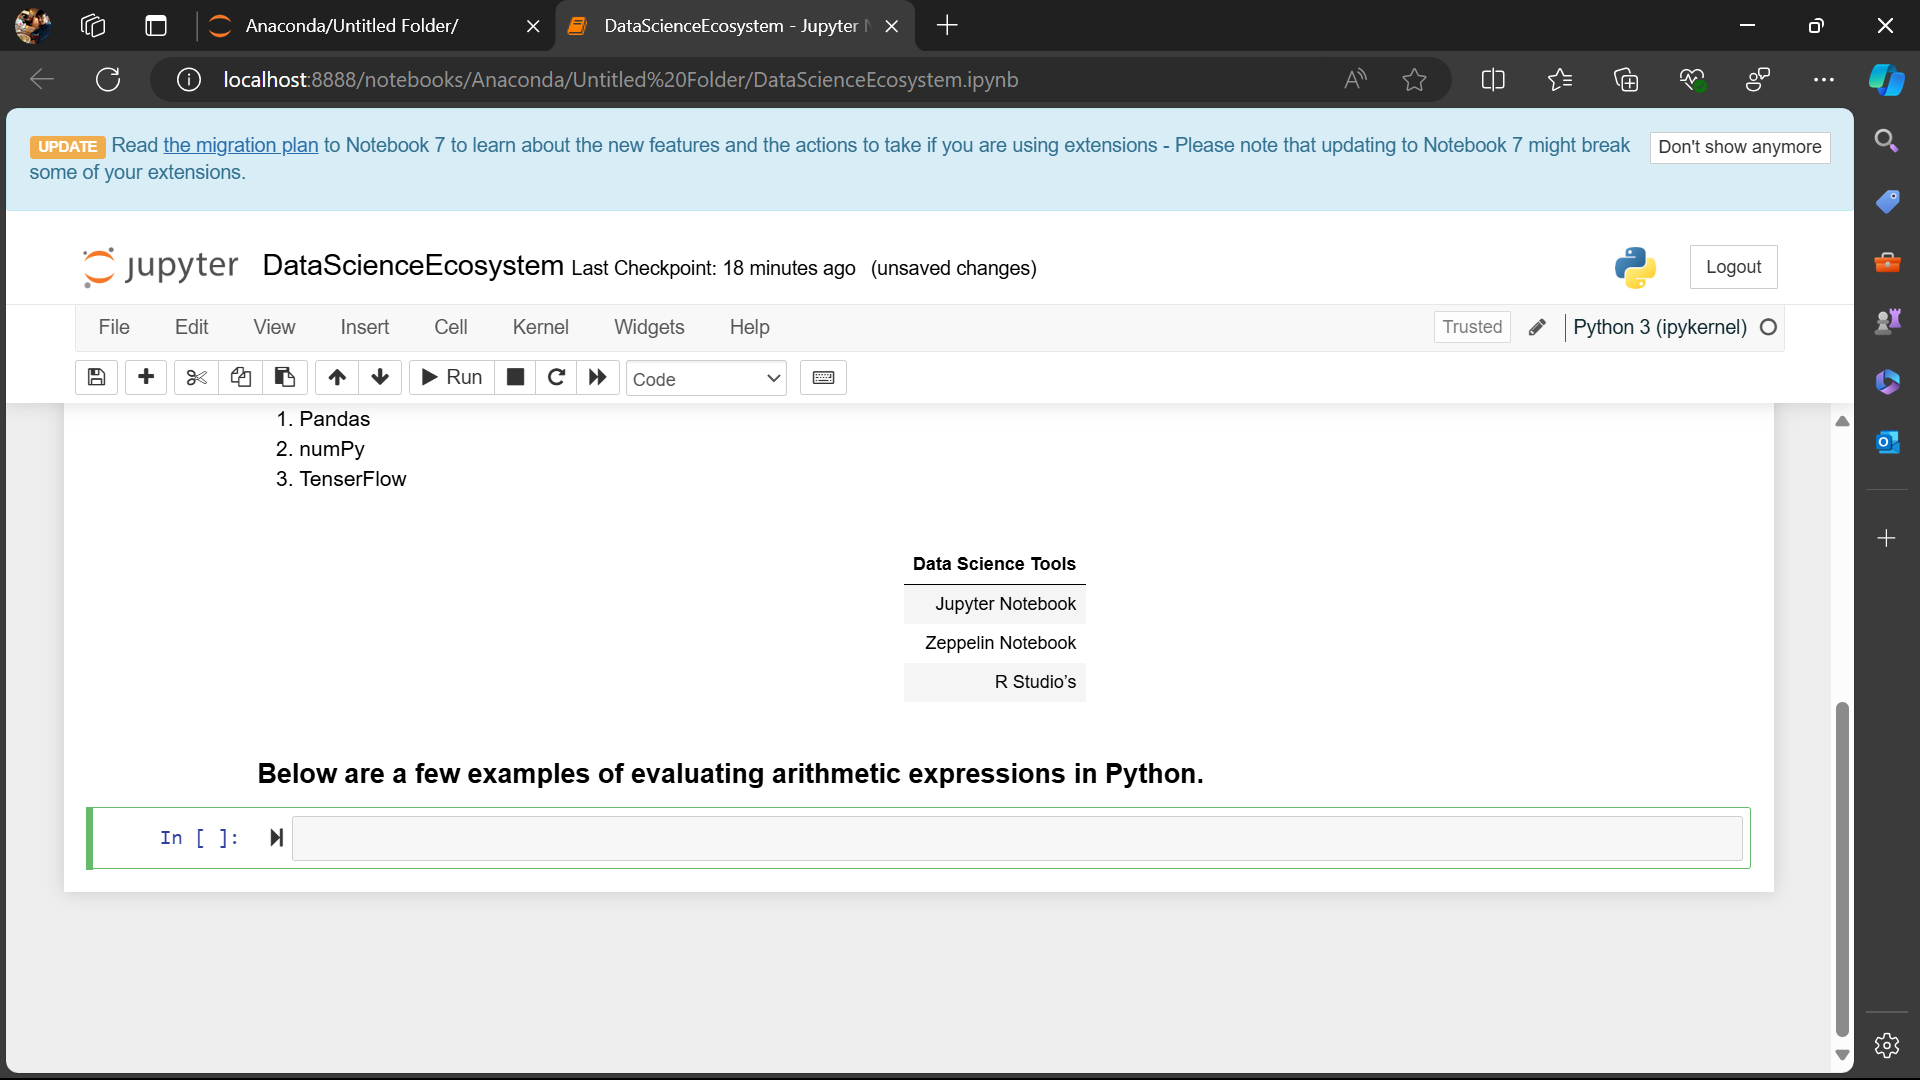 Anaconda/Untitled Folder/
DataScienceEcosystem - Jupyter N
localhost:8888/notebooks/Anaconda/Untitled%20Folder/DataScienceEcosystem.ipynb
UPDATE Read the migration plan to Notebook 7 to learn about the new features and the actions to take if you are using extensions - Please note that updating to Notebook 7 might break
some of your extensions.
Don't show anymore
jupyter DataScienceEcosystem Last Checkpoint: 18 minutes ago (unsaved changes)
Logout
File Edit View Insert Cell Kernel Widgets Help
Trusted
Python 3 (ipykernel)
Run
Code
1. Pandas
2. numPy
3. TenserFlow
Data Science Tools
Jupyter Notebook
Zeppelin Notebook
R Studio’s
Below are a few examples of evaluating arithmetic expressions in Python.
In [ ]: